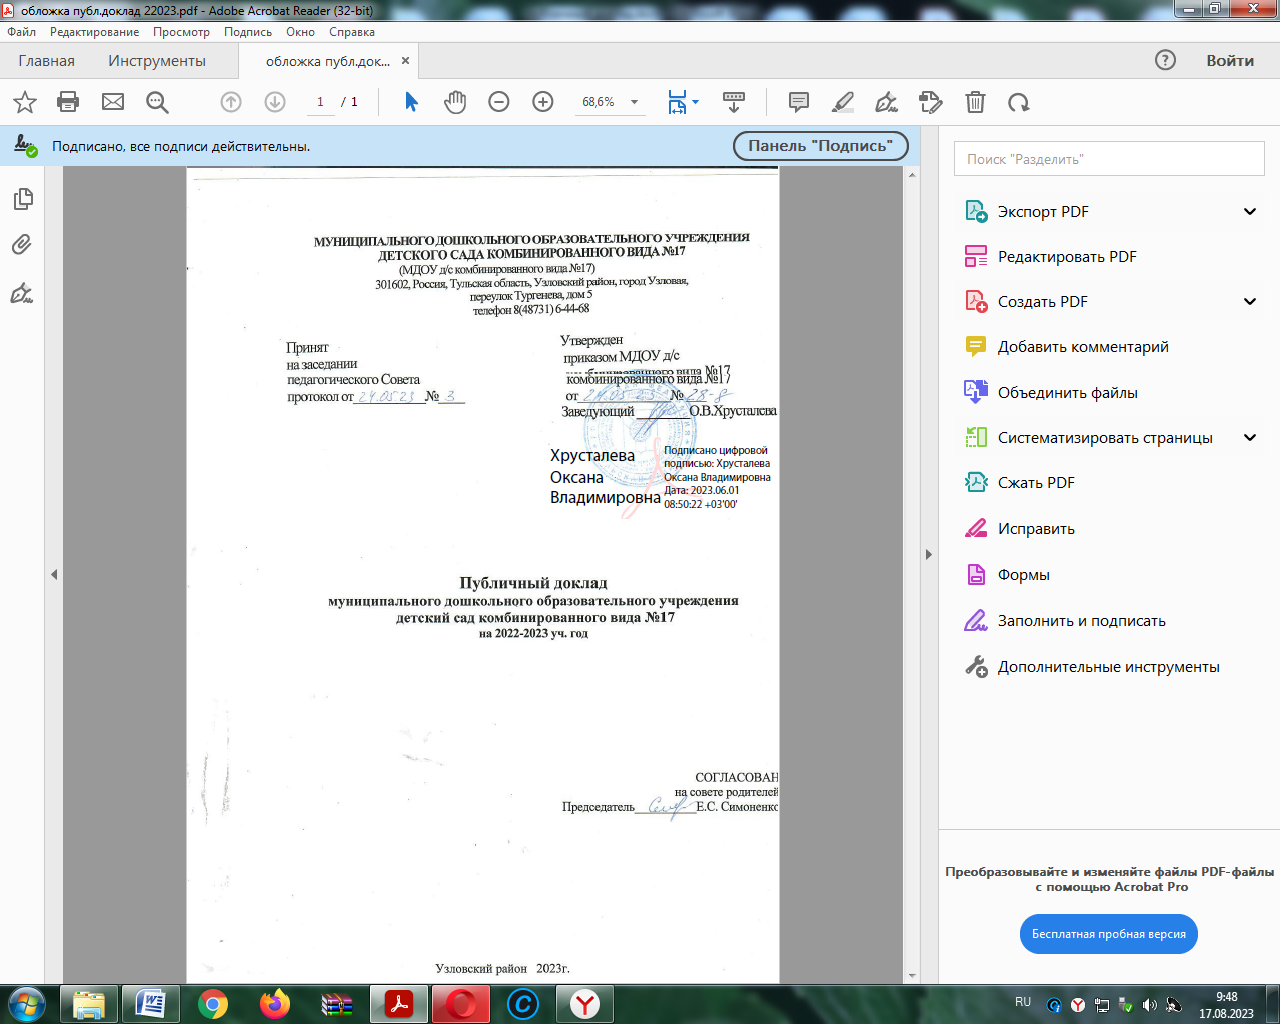 обложка публ.доклад 22023.pdf - Adobe Acrobat Reader (32-bit)
Файл Редактирование Просмотр Подпись Окно Справка
Главная Инструменты обложка публ.док... × Войти
1 / 1 68,6%
Подписано, все подписи действительны. Панель "Подпись"
МУНИЦИПАЛЬНОГО ДОШКОЛЬНОГО ОБРАЗОВАТЕЛЬНОГО УЧРЕЖДЕНИЯ
ДЕТСКОГО САДА КОМБИНИРОВАННОГО ВИДА №17
(МДОУ д/с комбинированного вида №17)
301602, Россия, Тульская область, Узловский район, город Узловая,
переулок Тургенева, дом 5
телефон 8(48731) 6-44-68
Принят
на заседании
педагогического Совета
протокол от 24.05 23 № 3
Утвержден
приказом МДОУ д/с
комбинированного вида №17
комбинированного вида №17
от 24.05 23 № 28-д
Заведующий О.В.Хрусталева
Хрусталева
Оксана
Владимировна
Подписано цифровой
подписью: Хрусталева
Оксана Владимировна
Дата: 2023.06.01
08:50:22 +03'00'
Публичный доклад
муниципального дошкольного образовательного учреждения
детский сад комбинированного вида №17
на 2022-2023 уч. год
СОГЛАСОВАН
на совете родителей
Председатель Е.С. Симоненко
Узловский район 2023г.
Поиск "Разделить"
Экспорт PDF
Редактировать PDF
Создать PDF
Добавить комментарий
Объединить файлы
Систематизировать страницы
Сжать PDF
Исправить
Формы
Заполнить и подписать
Дополнительные инструменты
Преобразовывайте и изменяйте файлы PDF-файлы
с помощью Acrobat Pro
Бесплатная пробная версия
RU
9:48
17.08.2023